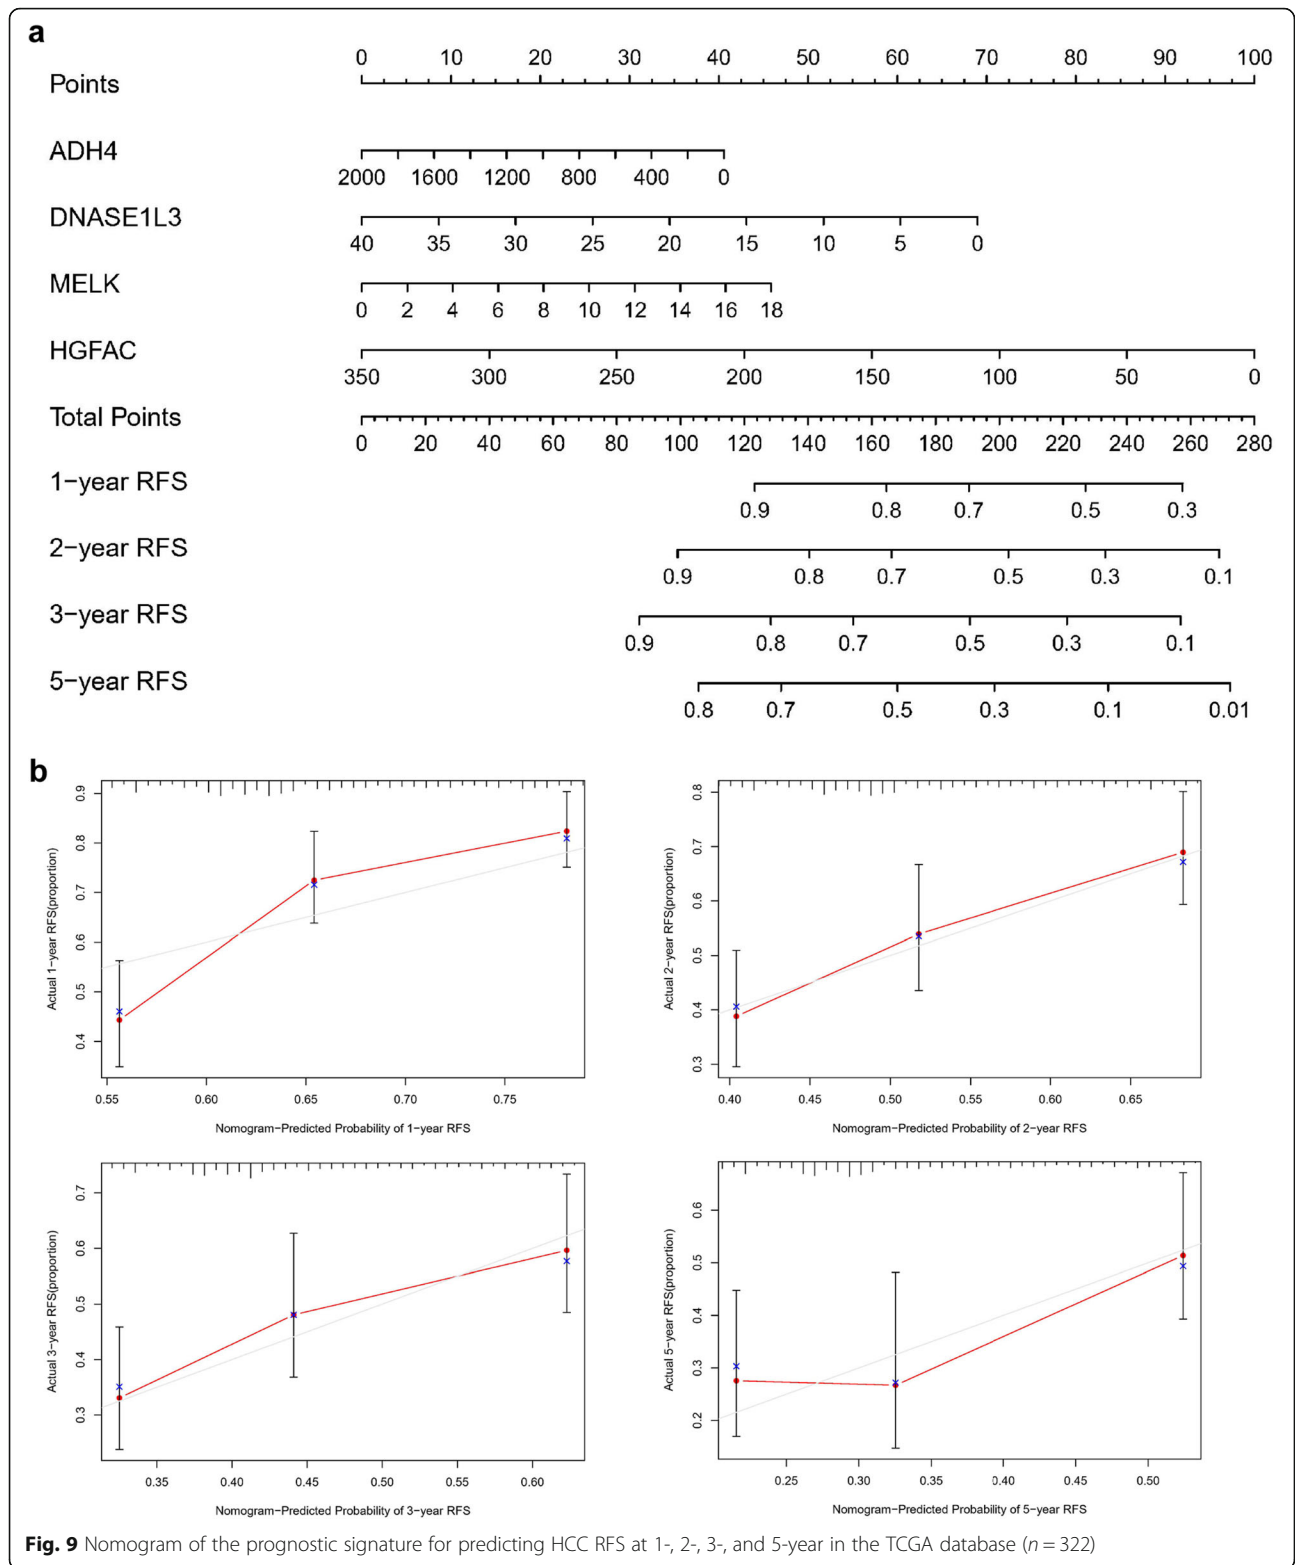 a
0 10 20 30 40 50 60 70 80 90 100
Points
ADH4
2000 1600 1200 800 400 0
DNASE1L3
40 35 30 25 20 15 10 5 0
MELK
0 2 4 6 8 10 12 14 16 18
HGFAC
350 300 250 200 150 100 50 0
Total Points
0 20 40 60 80 100 120 140 160 180 200 220 240 260 280
1−year RFS
0.9 0.8 0.7 0.5 0.3
2−year RFS
0.9 0.8 0.7 0.5 0.3 0.1
3−year RFS
0.9 0.8 0.7 0.5 0.3 0.1
5−year RFS
0.8 0.7 0.5 0.3 0.1 0.01
b
Actual 1−year RFS(proportion)
0.4 0.5 0.6 0.7 0.8 0.9
0.55 0.60 0.65 0.70 0.75
Nomogram−Predicted Probability of 1−year RFS
Actual 2−year RFS(proportion)
0.3 0.4 0.5 0.6 0.7 0.8
0.40 0.45 0.50 0.55 0.60 0.65
Nomogram−Predicted Probability of 2−year RFS
Actual 3−year RFS(proportion)
0.3 0.4 0.5 0.6 0.7
0.35 0.40 0.45 0.50 0.55 0.60
Nomogram−Predicted Probability of 3−year RFS
Actual 5−year RFS(proportion)
0.2 0.3 0.4 0.5 0.6
0.25 0.30 0.35 0.40 0.45 0.50
Nomogram−Predicted Probability of 5−year RFS
Fig. 9 Nomogram of the prognostic signature for predicting HCC RFS at 1-, 2-, 3-, and 5-year in the TCGA database (n = 322)